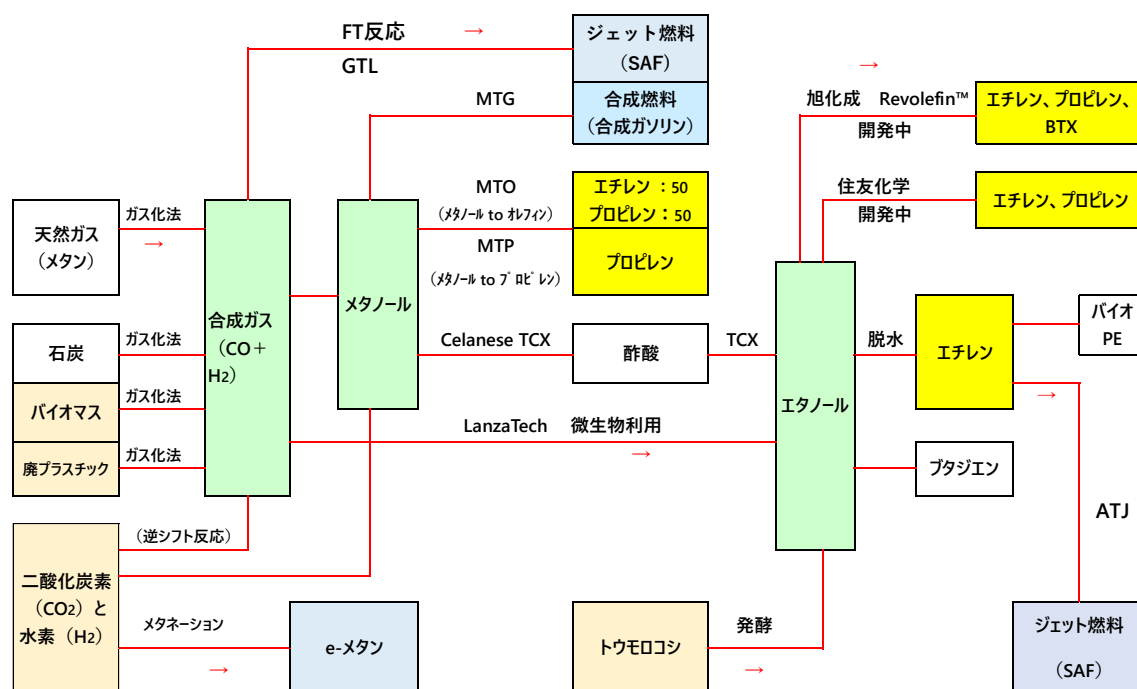 FT反応 →
GTL
ジェット燃料
（SAF）
MTG
合成燃料
（合成ガソリン）
→
旭化成 Revolefin™
開発中
エチレン、プロピレン、
BTX
住友化学
開発中
エチレン、プロピレン
MTO
（ﾒﾀﾉｰﾙ to ｵﾚﾌｨﾝ）
エチレン ：50
プロピレン：50
MTP
（ﾒﾀﾉｰﾙ to ﾌﾟﾛﾋﾟﾚﾝ）
プロピレン
天然ガス
（メタン）
ガス化法
→
合成ガス
（CO＋
H2）
メタノール
石炭
ガス化法
バイオマス
ガス化法
廃プラスチック
ガス化法
Celanese TCX
酢酸
TCX
エタノール
脱水
エチレン
バイオ
PE
→
LanzaTech 微生物利用
→
ブタジエン
ATJ
二酸化炭素
（CO2）と
水素（H2）
（逆シフト反応）
メタネーション
→
e-メタン
トウモロコシ
発酵
→
ジェット燃料
（SAF）